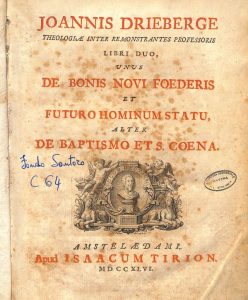 JOANNIS DRIEBERGE
THEOLOGIÆ INTER REMONSTRANTES PROFESSORIS
LIBRI DUO,
UNUS
DE BONIS NOVI FOEDERIS
ET
FUTURO HOMINUM STATU,
ALTER
DE BAPTISMO ET S. COENA.
Fondo Santoro
C 64
AMSTELÆDAMI,
Apud ISAACUM TIRION.
MDCCXLVI.